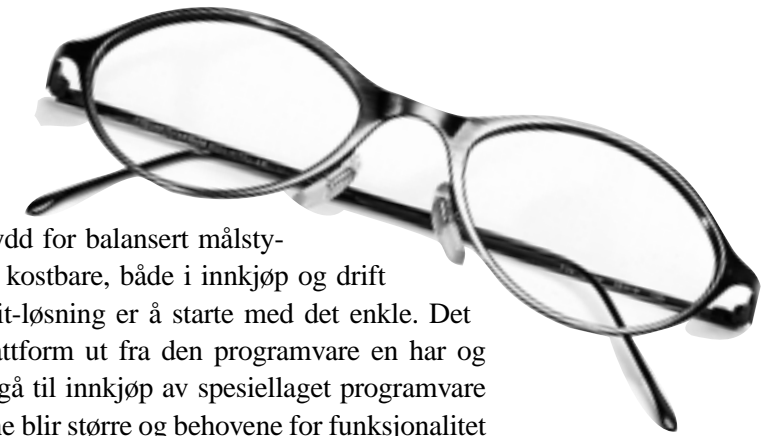 ydd for balansert målsty-
kostbare, både i innkjøp og drift
it-løsning er å starte med det enkle. Det
attform ut fra den programvare en har og
gå til innkjøp av spesiellaget programvare
ne blir større og behovene for funksjonalitet